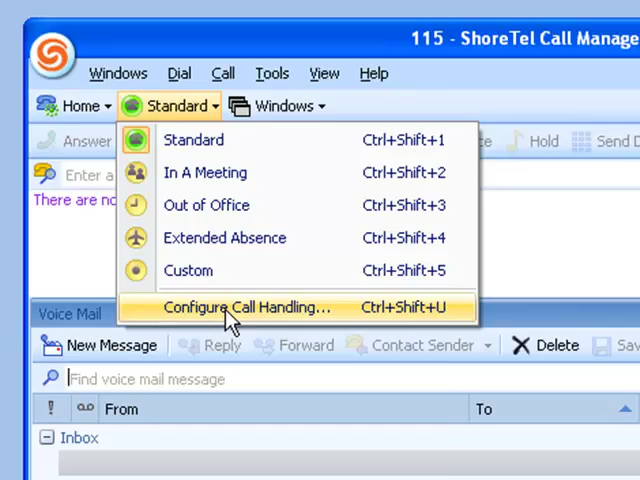 115 - ShoreTel Call Manage
Windows Dial Call Tools View Help
Home Standard Windows
Answer Hold Send
Standard Ctrl+Shift+1
Enter a
In A Meeting Ctrl+Shift+2
There are no
Out of Office Ctrl+Shift+3
Extended Absence Ctrl+Shift+4
Custom Ctrl+Shift+5
Configure Call Handling... Ctrl+Shift+U
Voice Mail
New Message Reply Forward Contact Sender Delete Sav
Find voice mail message
! From To
Inbox